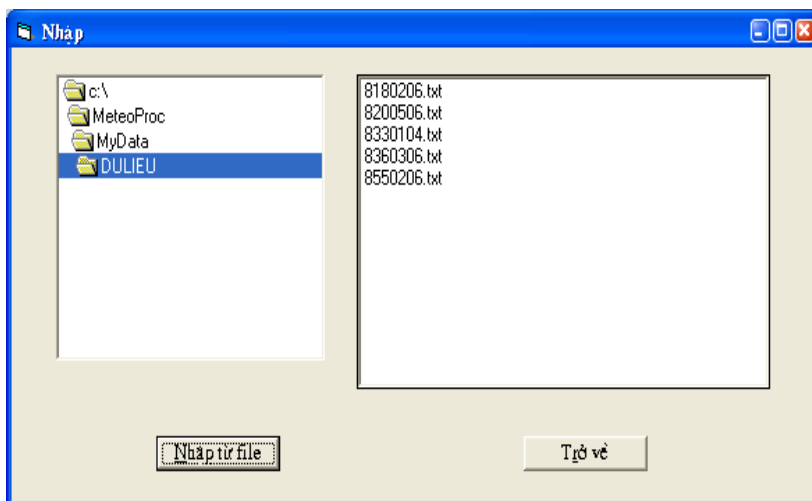 Nhập
c:\
MeteoProc
MyData
DULIEU
8180206.txt
8200506.txt
8330104.txt
8360306.txt
8550206.txt
Nhập từ file
Trở về